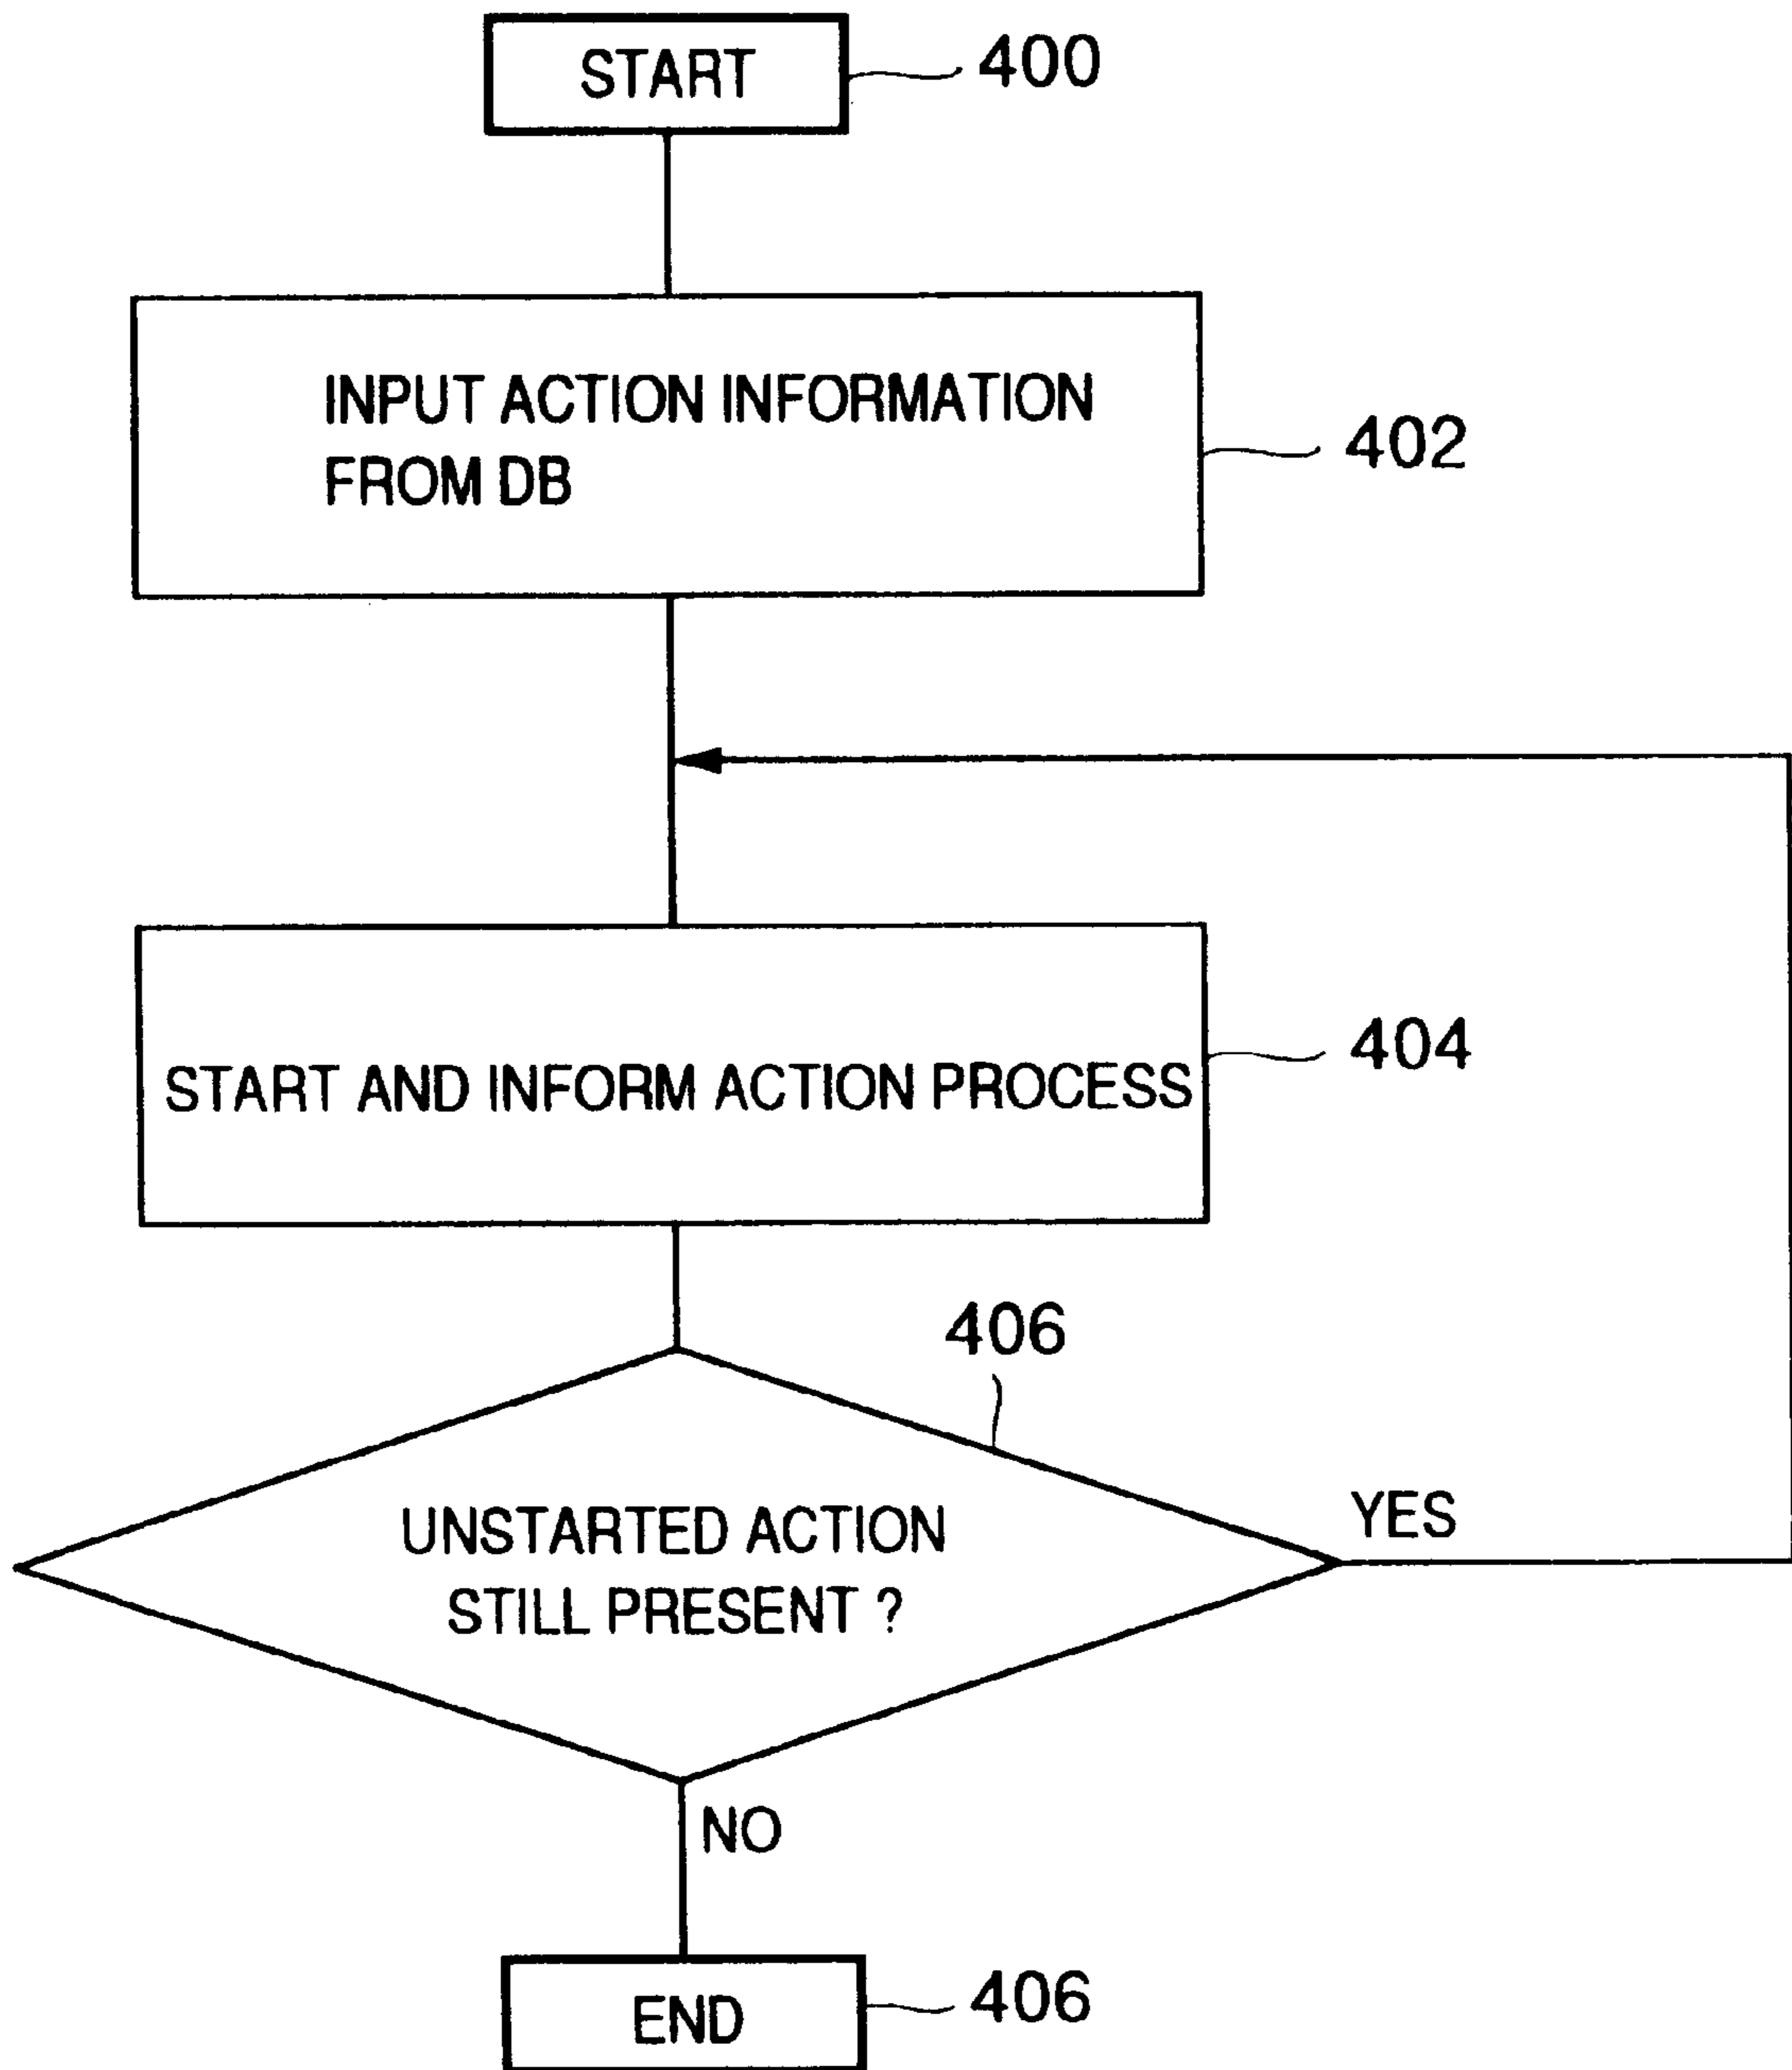 START
400
INPUT ACTION INFORMATION
FROM DB
402
START AND INFORM ACTION PROCESS
404
406
UNSTARTED ACTION
STILL PRESENT ?
YES
NO
END
406